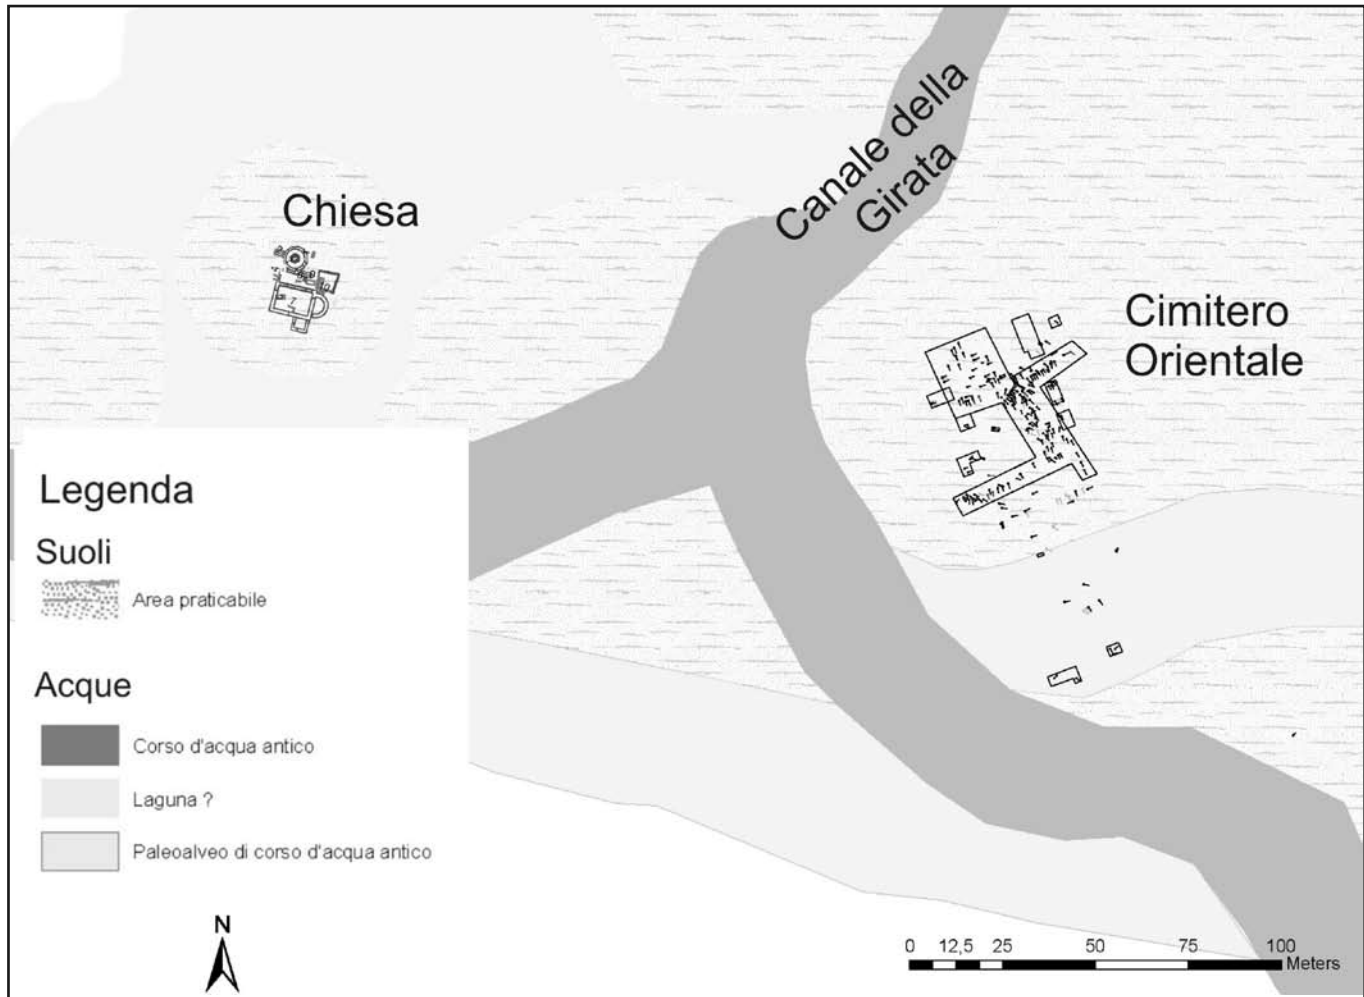 Canale della
Girata
Chiesa
Cimitero
Orientale
Legenda
Suoli
Area praticabile
Acque
Corso d'acqua antico
Laguna ?
Paleoalveo di corso d'acqua antico
N
0 12,5 25 50 75 100
Meters